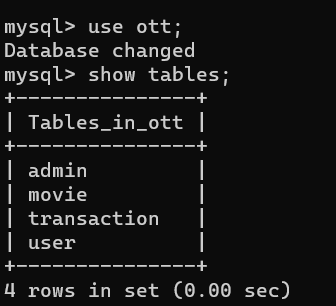 mysql> use ott;
Database changed
mysql> show tables;
+---------------+
| Tables_in_ott |
+---------------+
| admin         |
| movie         |
| transaction   |
| user          |
+---------------+
4 rows in set (0.00 sec)